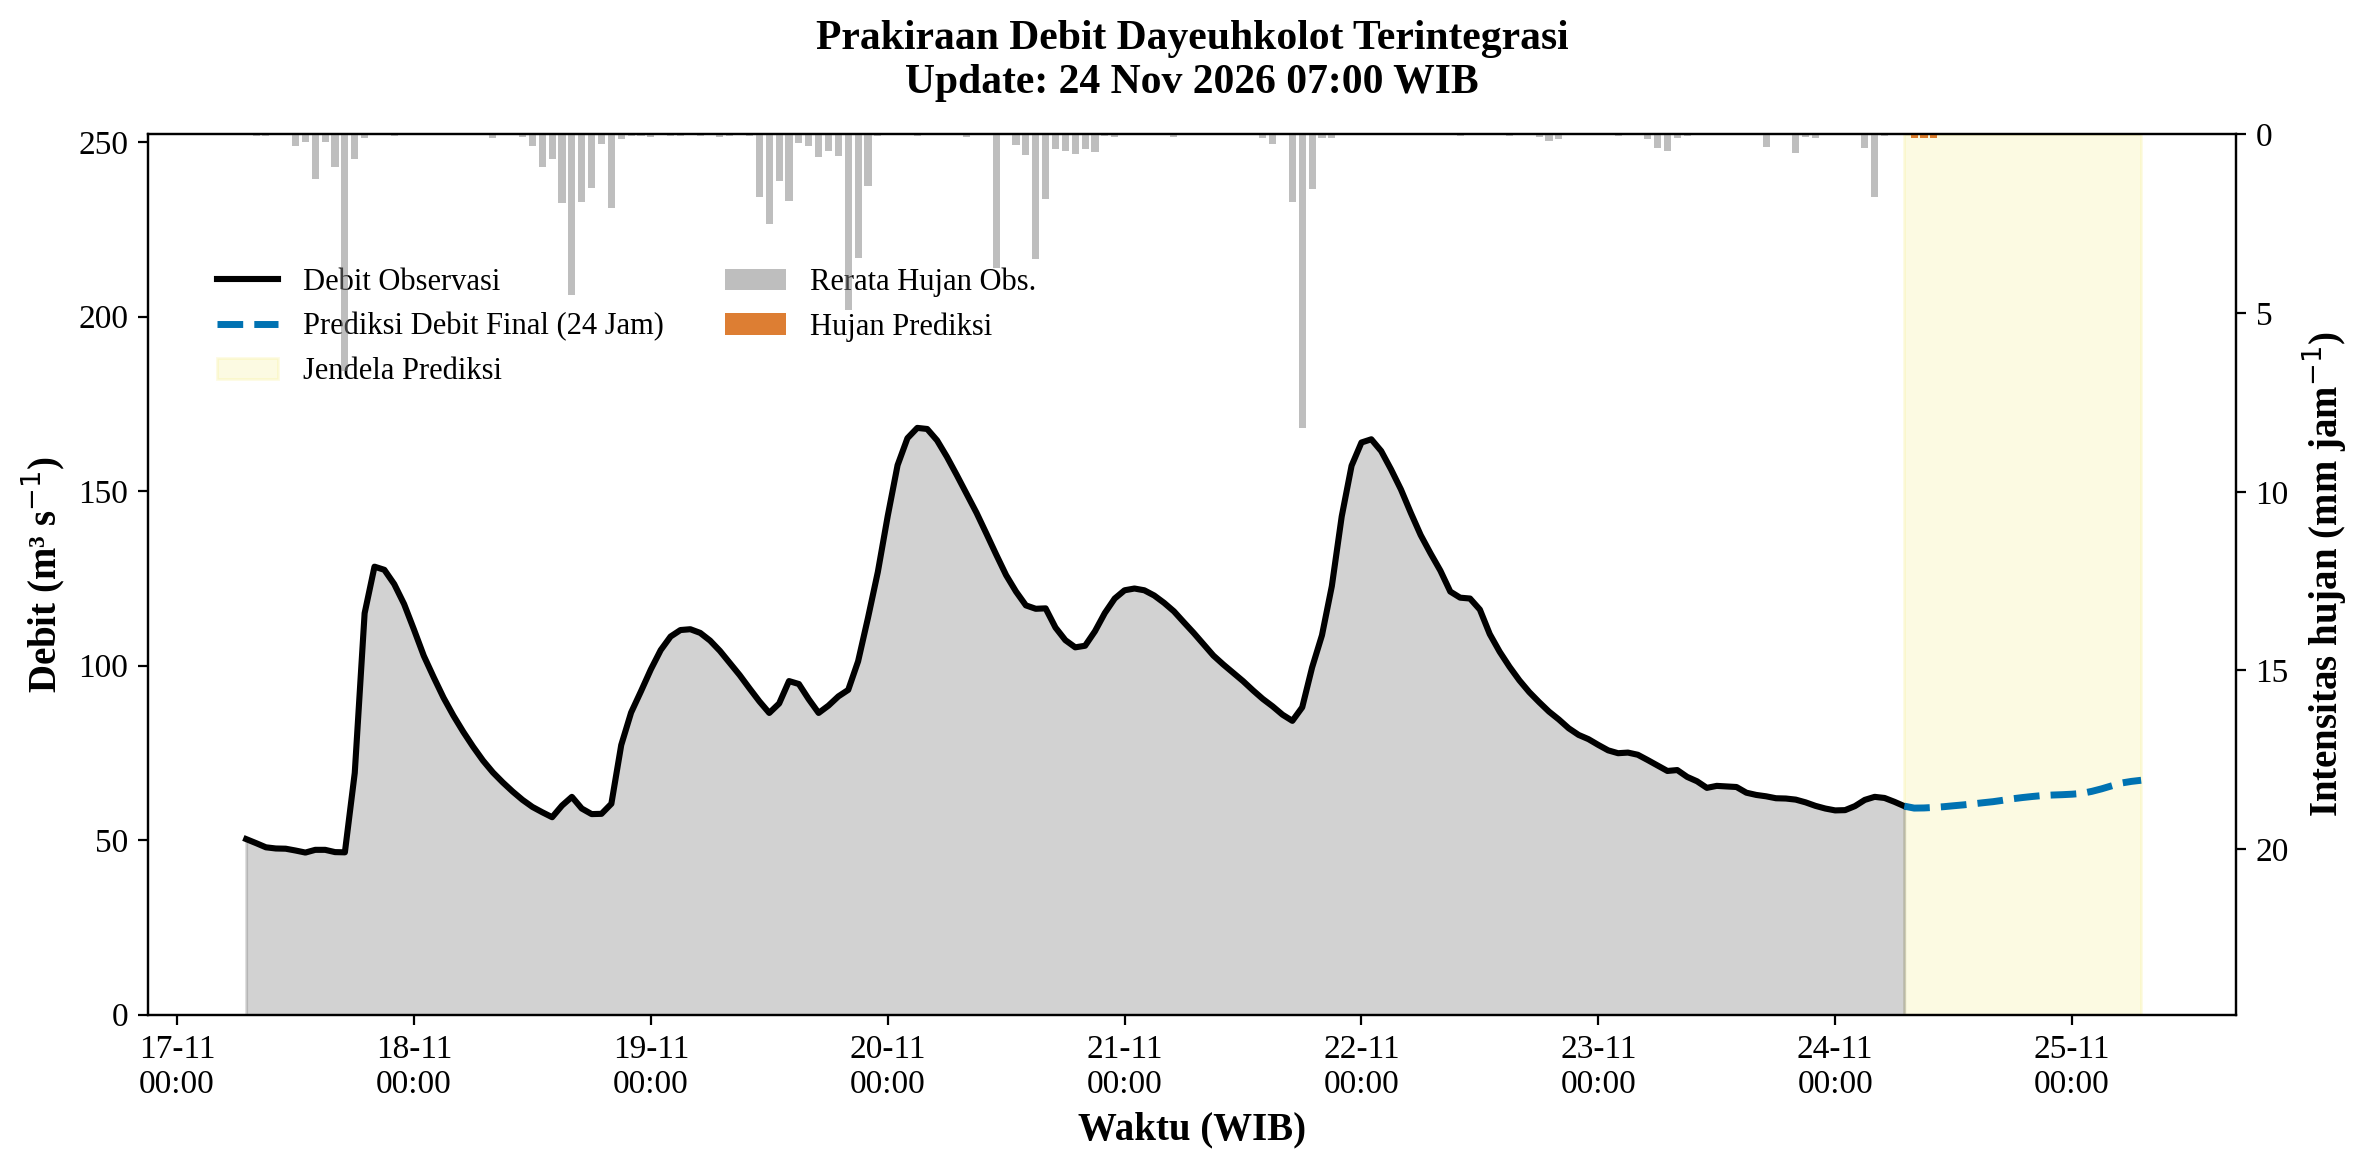 Prakiraan Debit Dayeuhkolot Terintegrasi
Update: 24 Nov 2026 07:00 WIB
Debit (m³ s⁻¹)
250
200
150
100
50
0
Debit Observasi
Prediksi Debit Final (24 Jam)
Jendela Prediksi
Rerata Hujan Obs.
Hujan Prediksi
0
5
10
15
20
Intensitas hujan (mm jam⁻¹)
17-11 18-11 19-11 20-11 21-11 22-11 23-11 24-11 25-11
00:00 00:00 00:00 00:00 00:00 00:00 00:00 00:00 00:00
Waktu (WIB)